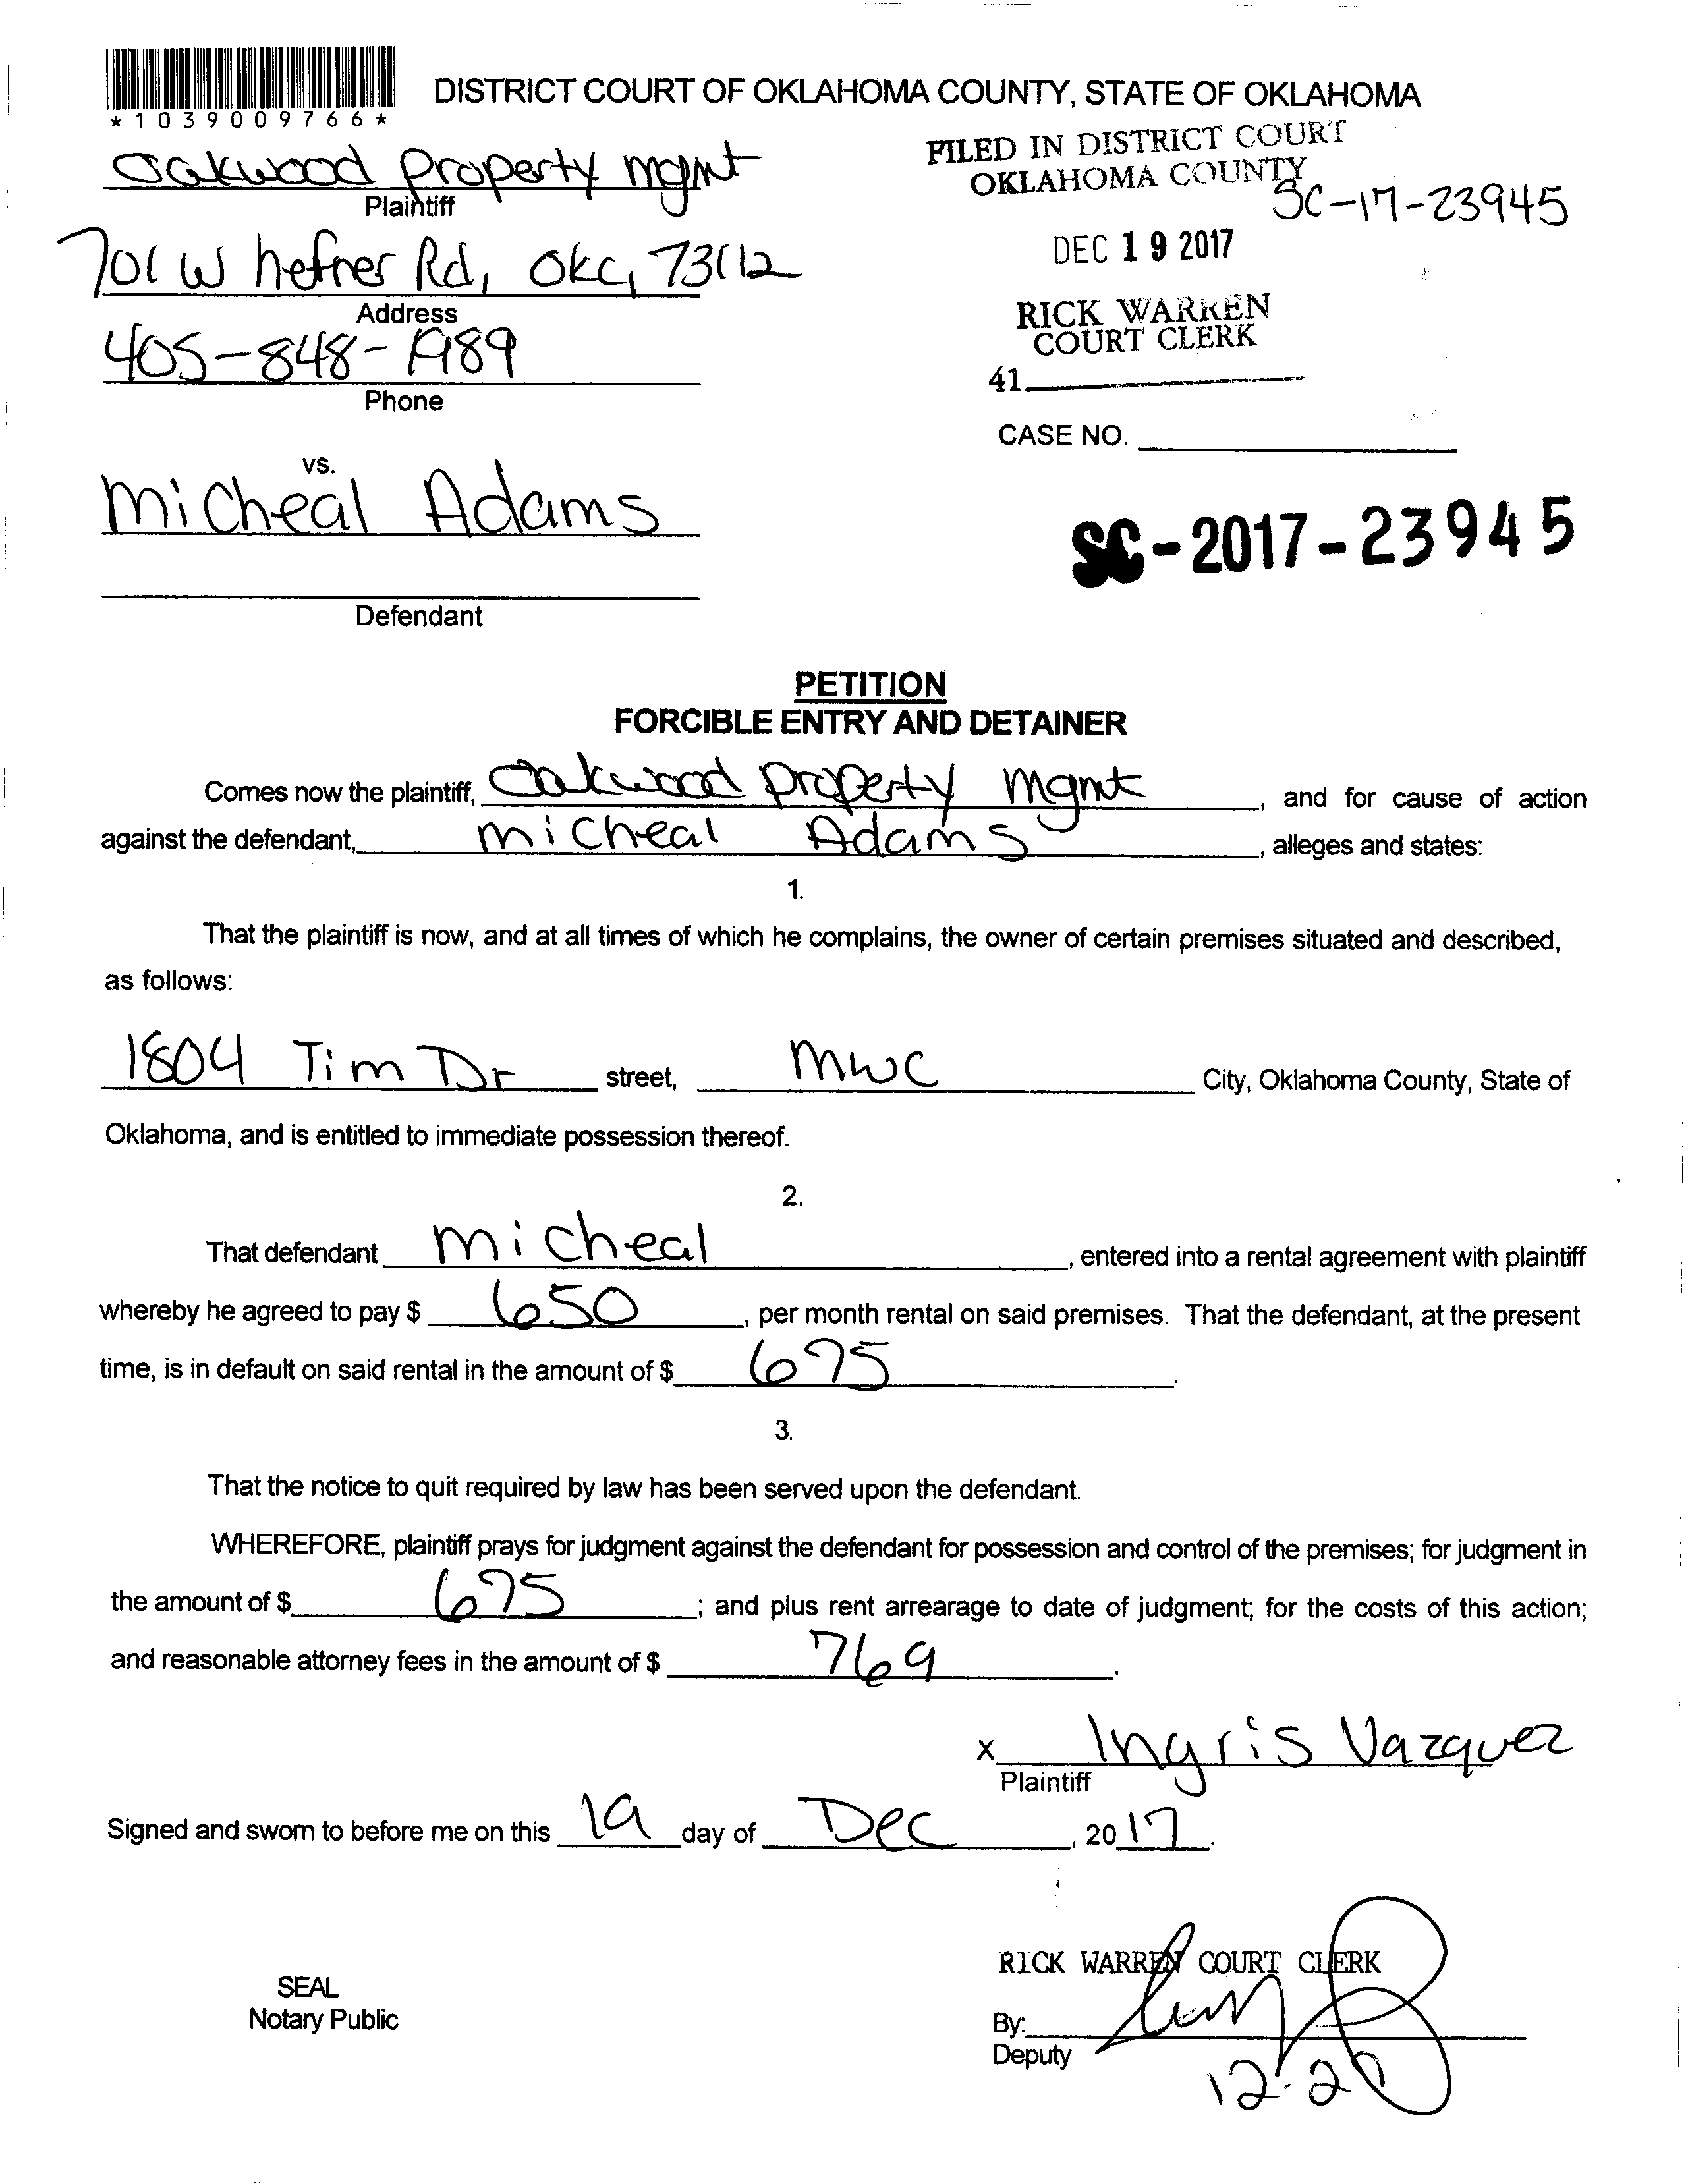 *1039009766*
DISTRICT COURT OF OKLAHOMA COUNTY, STATE OF OKLAHOMA
Oakwood Property mgmt
Plaintiff
FILED IN DISTRICT COURT
OKLAHOMA COUNTY
SC-17-23945
701 W hefner Rd, OKC, 73112
Address
DEC 19 2017
405-848-1989
Phone
RICK WARREN
COURT CLERK
41
CASE NO.
vs.
Micheal Adams
SC-2017-23945
Defendant
PETITION
FORCIBLE ENTRY AND DETAINER
Comes now the plaintiff, Oakwood Property Mgmt, and for cause of action
against the defendant, Micheal Adams, alleges and states:
1.
That the plaintiff is now, and at all times of which he complains, the owner of certain premises situated and described,
as follows:
1804 Tim Dr street, MWC City, Oklahoma County, State of
Oklahoma, and is entitled to immediate possession thereof.
2.
That defendant Micheal, entered into a rental agreement with plaintiff
whereby he agreed to pay $ 650, per month rental on said premises. That the defendant, at the present
time, is in default on said rental in the amount of $ 675.
3.
That the notice to quit required by law has been served upon the defendant.
WHEREFORE, plaintiff prays for judgment against the defendant for possession and control of the premises; for judgment in
the amount of $ 675; and plus rent arrearage to date of judgment; for the costs of this action;
and reasonable attorney fees in the amount of $ 769.
X Ingris Vazquez
Plaintiff
Signed and sworn to before me on this 19 day of Dec, 2017.
RICK WARREN COURT CLERK
SEAL
Notary Public
By:
Deputy
12-20